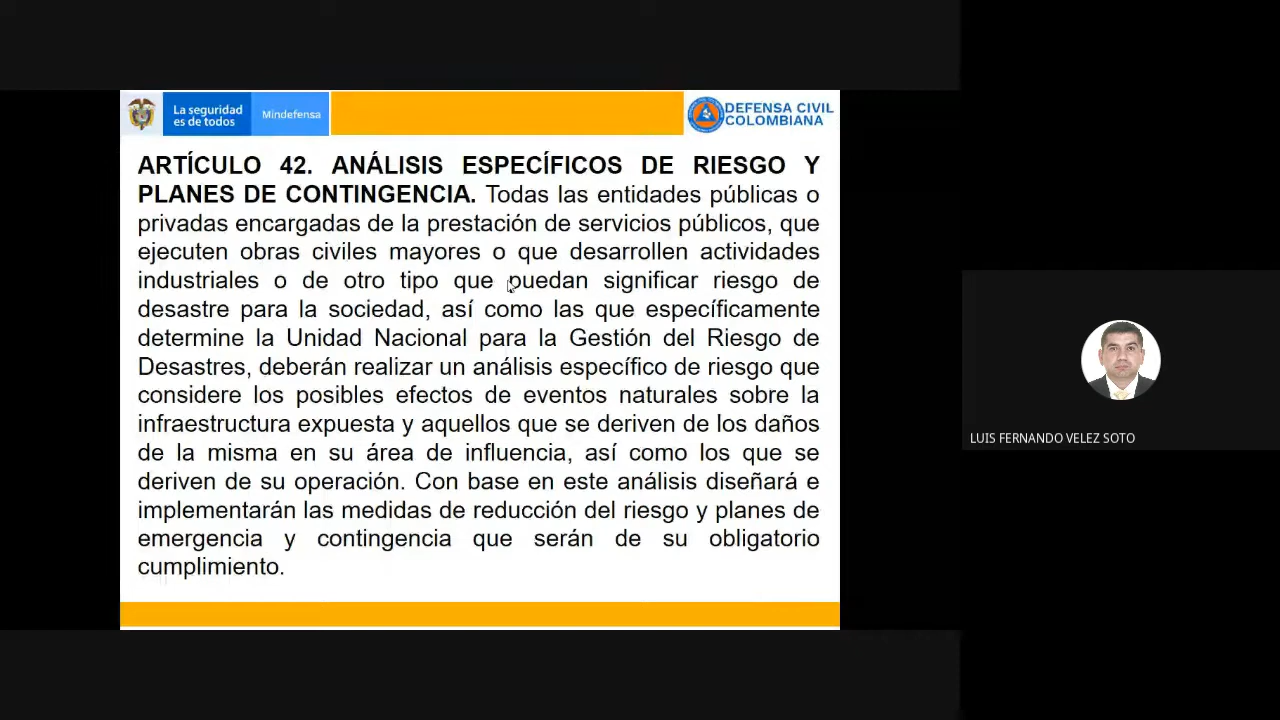 La seguridad
es de todos
Mindefensa
DEFENSA CIVIL
COLOMBIANA
ARTÍCULO 42. ANÁLISIS ESPECÍFICOS DE RIESGO Y
PLANES DE CONTINGENCIA. Todas las entidades públicas o
privadas encargadas de la prestación de servicios públicos, que
ejecuten obras civiles mayores o que desarrollen actividades
industriales o de otro tipo que puedan significar riesgo de
desastre para la sociedad, así como las que específicamente
determine la Unidad Nacional para la Gestión del Riesgo de
Desastres, deberán realizar un análisis específico de riesgo que
considere los posibles efectos de eventos naturales sobre la
infraestructura expuesta y aquellos que se deriven de los daños
de la misma en su área de influencia, así como los que se
deriven de su operación. Con base en este análisis diseñará e
implementarán las medidas de reducción del riesgo y planes de
emergencia y contingencia que serán de su obligatorio
cumplimiento.
LUIS FERNANDO VELEZ SOTO